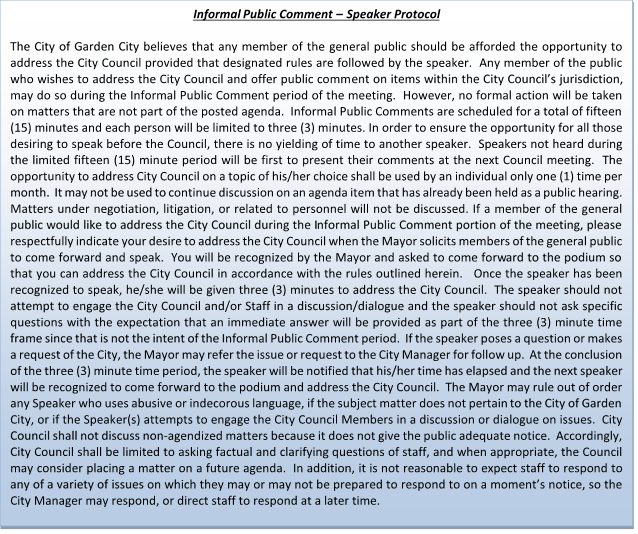 Informal Public Comment – Speaker Protocol
The City of Garden City believes that any member of the general public should be afforded the opportunity to
address the City Council provided that designated rules are followed by the speaker.  Any member of the public
who wishes to address the City Council and offer public comment on items within the City Council's jurisdiction,
may do so during the Informal Public Comment period of the meeting.  However, no formal action will be taken
on matters that are not part of the posted agenda.  Informal Public Comments are scheduled for a total of fifteen
(15) minutes and each person will be limited to three (3) minutes. In order to ensure the opportunity for all those
desiring to speak before the Council, there is no yielding of time to another speaker.  Speakers not heard during
the limited fifteen (15) minute period will be first to present their comments at the next Council meeting.  The
opportunity to address City Council on a topic of his/her choice shall be used by an individual only one (1) time per
month.  It may not be used to continue discussion on an agenda item that has already been held as a public hearing.
Matters under negotiation, litigation, or related to personnel will not be discussed. If a member of the general
public would like to address the City Council during the Informal Public Comment portion of the meeting, please
respectfully indicate your desire to address the City Council when the Mayor solicits members of the general public
to come forward and speak.  You will be recognized by the Mayor and asked to come forward to the podium so
that you can address the City Council in accordance with the rules outlined herein.   Once the speaker has been
recognized to speak, he/she will be given three (3) minutes to address the City Council.  The speaker should not
attempt to engage the City Council and/or Staff in a discussion/dialogue and the speaker should not ask specific
questions with the expectation that an immediate answer will be provided as part of the three (3) minute time
frame since that is not the intent of the Informal Public Comment period.  If the speaker poses a question or makes
a request of the City, the Mayor may refer the issue or request to the City Manager for follow up.  At the conclusion
of the three (3) minute time period, the speaker will be notified that his/her time has elapsed and the next speaker
will be recognized to come forward to the podium and address the City Council.  The Mayor may rule out of order
any Speaker who uses abusive or indecorous language, if the subject matter does not pertain to the City of Garden
City, or if the Speaker(s) attempts to engage the City Council Members in a discussion or dialogue on issues.  City
Council shall not discuss non-agendized matters because it does not give the public adequate notice.  Accordingly,
City Council shall be limited to asking factual and clarifying questions of staff, and when appropriate, the Council
may consider placing a matter on a future agenda.  In addition, it is not reasonable to expect staff to respond to
any of a variety of issues on which they may or may not be prepared to respond to on a moment's notice, so the
City Manager may respond, or direct staff to respond at a later time.